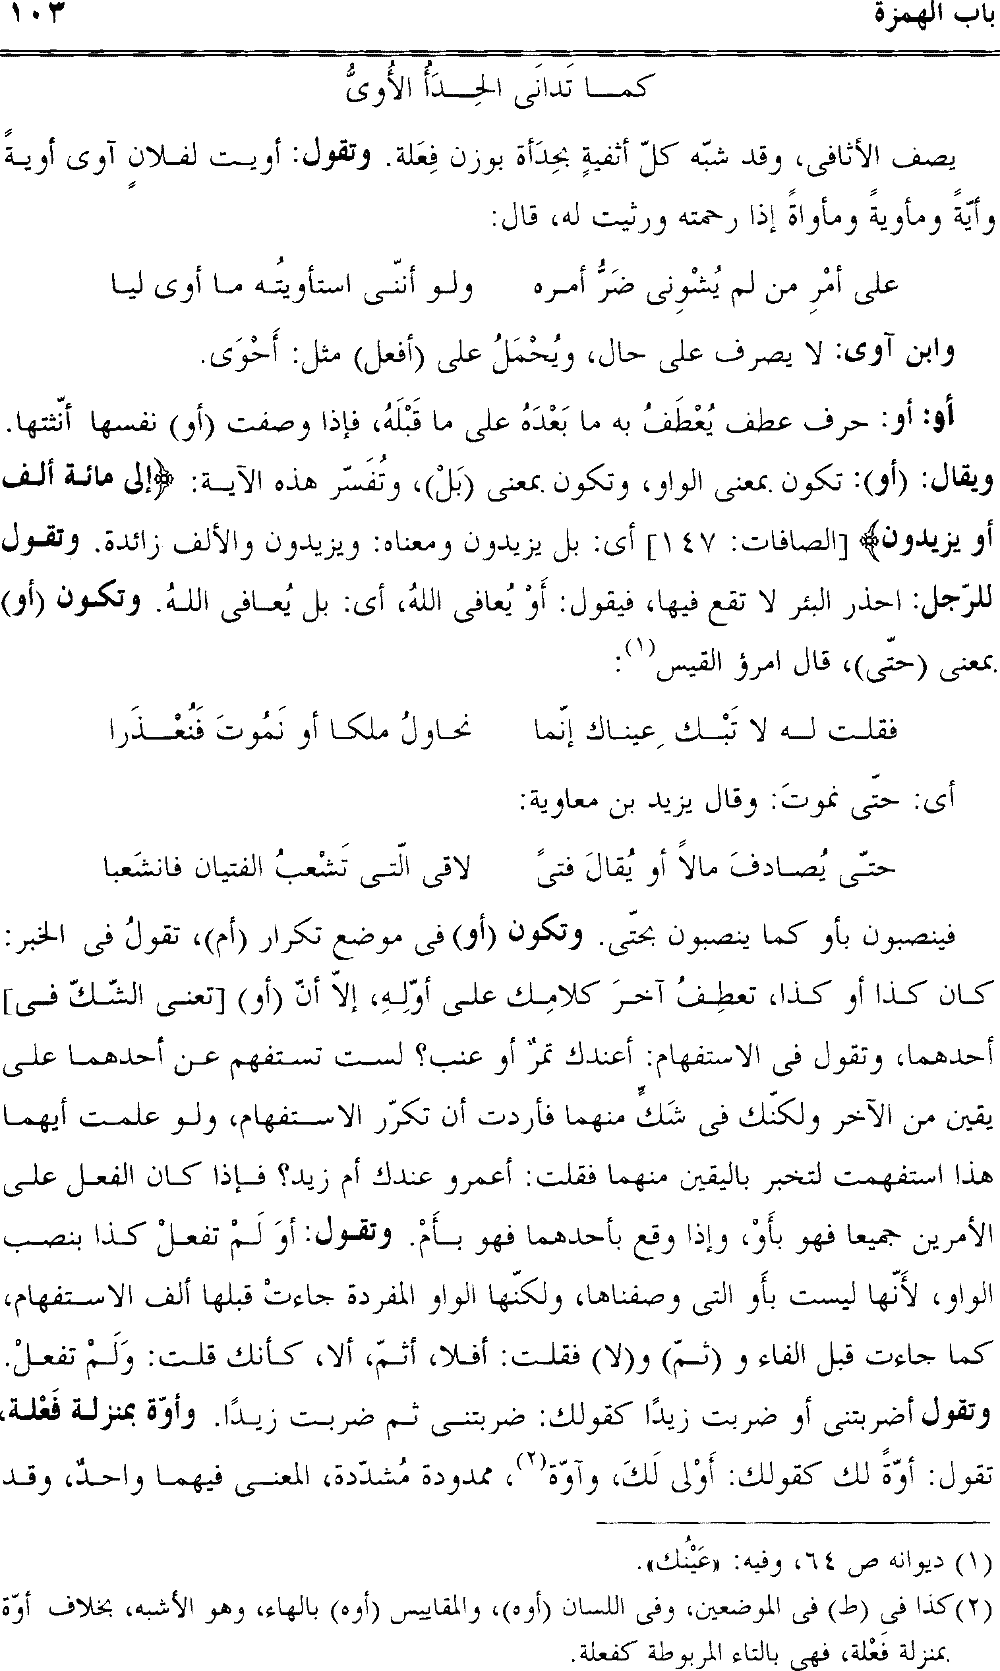 باب الهمزة ١٠٣
كمــا تَدانَى الحِــدَأُ الأُوىُّ
يصف الأثافى، وقد شبّه كلّ أثفيةٍ بحِدَأة بوزن فِعَلة. وتقول: أويت لفلانٍ آوى أويةً
وأيّةً ومأويةً ومأواةً إذا رحمته ورثيت له، قال:
على أمْرِ من لم يُشْوِنى ضَرُّ أمره ولو أننّى استأويتُه ما أوى ليا
وابن آوى: لا يصرف على حال، ويُحْمَلُ على (أفعل) مثل: أَحْوَى.
أو: أو: حرف عطف يُعْطَفُ به ما بَعْدَهُ على ما قَبْلَهُ، فإذا وصفت (أو) نفسها أنّثتها.
ويقال: (أو): تكون بمعنى الواو، وتكون بمعنى (بَلْ)، وتُفَسّر هذه الآية: ﴿إلى مائة ألف
أو يزيدون﴾ [الصافات: ١٤٧] أى: بل يزيدون ومعناه: ويزيدون والألف زائدة. وتقول
للرّجل: احذر البئر لا تقع فيها، فيقول: أَوْ يُعافي اللهُ، أى: بل يُعافى اللهُ. وتكون (أو)
بمعنى (حتّى)، قال امرؤ القيس(١):
فقلت له لا تَبْك عيناك إنّما نحاولُ ملكا أو نَمُوتَ فَنُعْذَرا
أى: حتّى نموتَ: وقال يزيد بن معاوية:
حتّى يُصادفَ مالاً أو يُقالَ فتىً لاقى الّتى تَشْعبُ الفتيان فانشَعبا
فينصبون بأو كما ينصبون بحتّى. وتكون (أو) فى موضع تكرار (أم)، تقولُ فى الخبر:
كان كذا أو كذا، تعطِفُ آخرَ كلامِك على أوّلِهِ، إلاّ أنّ (أو) [تعنى الشّكّ فى]
أحدهما، وتقول فى الاستفهام: أعندك تمرٌ أو عنب؟ لست تستفهم عن أحدهما على
يقين من الآخر ولكنّك فى شَكٍّ منهما فأردت أن تكرّر الاستفهام، ولو علمت أيهما
هذا استفهمت لتخبر باليقين منهما فقلت: أعمرو عندك أم زيد؟ فإذا كان الفعل على
الأمرين جميعا فهو بأَوْ، وإذا وقع بأحدهما فهو بأَمْ. وتقول: أوَ لَمْ تفعلْ كذا بنصب
الواو، لأنّها ليست بأَو التى وصفناها، ولكنّها الواو المفردة جاءتْ قبلها ألف الاستفهام،
كما جاءت قبل الفاء و (ثمّ) و(لا) فقلت: أفلا، أثمّ، ألا، كأنك قلت: وَلَمْ تفعلْ.
وتقول أضربتنى أو ضربت زيدًا كقولك: ضربتنى ثم ضربت زيدًا. وأوّة بمنزلة فَعْلة،
تقول: أوّةً لك كقولك: أَوْلى لَكَ، وآوّة(٢)، ممدودة مُشدّدة، المعنى فيهما واحدٌ، وقد
(١) ديوانه ص ٦٤، وفيه: «عَيْنُك».
(٢) كذا في (ط) فى الموضعين، وفى اللسان (أوه)، والمقاييس (أوه) بالهاء، وهو الأشبه، بخلاف أوّة
بمنزلة فَعْلة، فهى بالتاء المربوطة كفعلة.